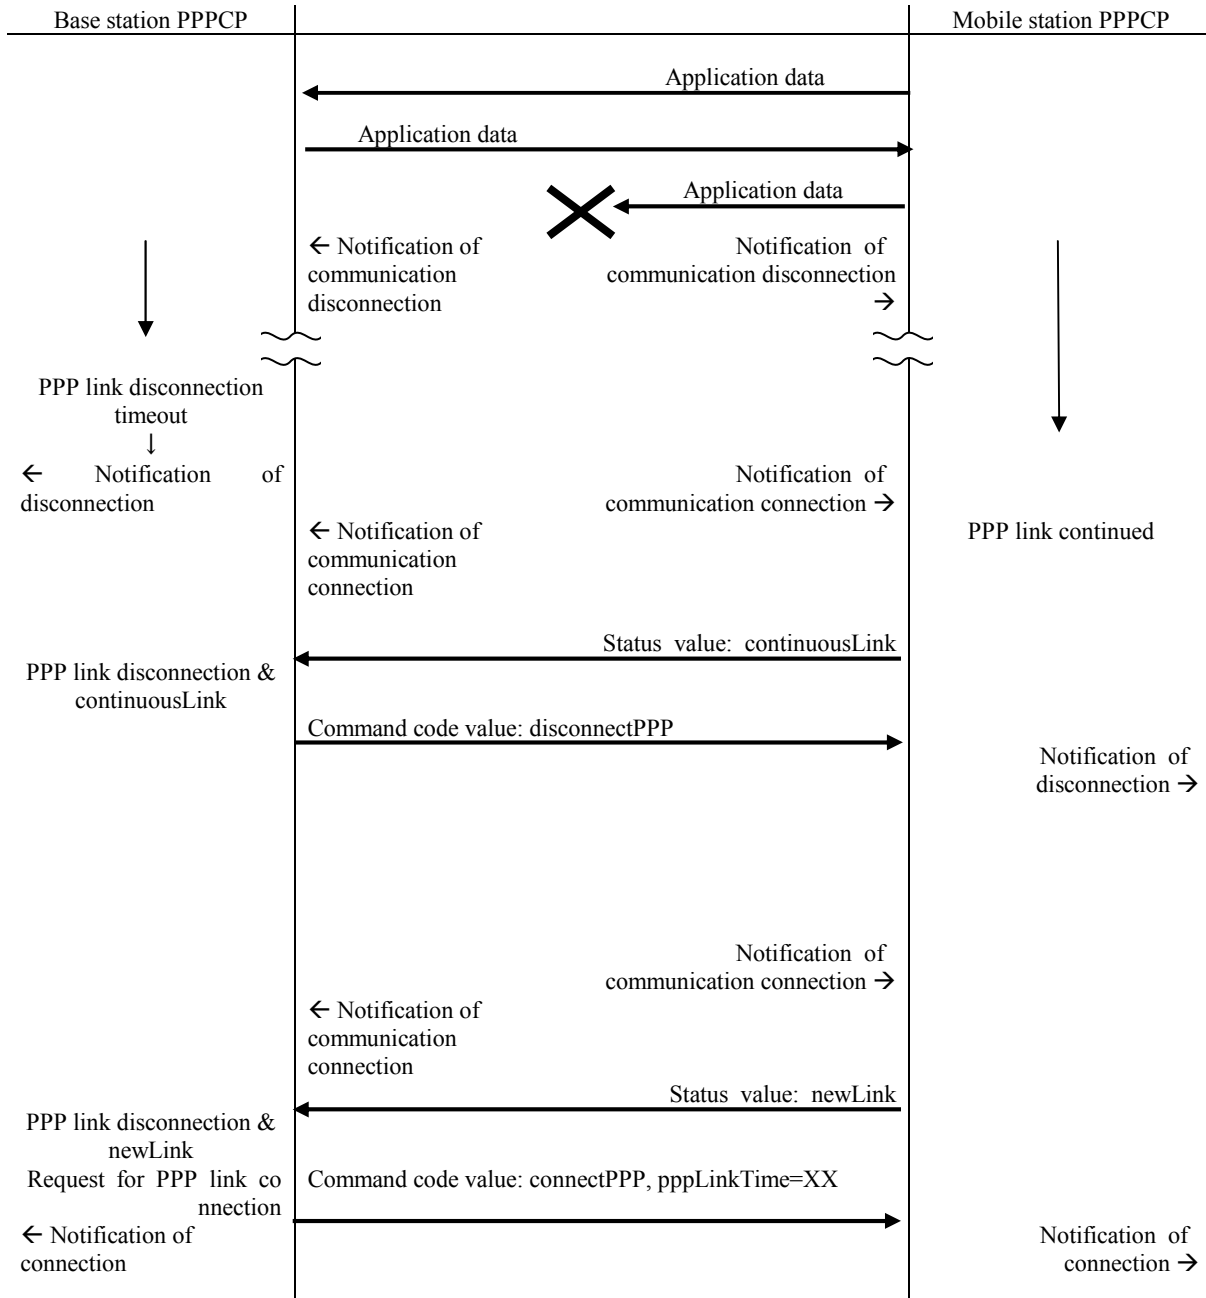 Base station PPPCP
Mobile station PPPCP
Application data
Application data
Application data
← Notification of
communication
disconnection
Notification of
communication disconnection
→
PPP link disconnection
timeout
↓
← Notification of
disconnection
Notification of
communication connection →
← Notification of
communication
connection
PPP link continued
Status value: continuousLink
PPP link disconnection &
continuousLink
Command code value: disconnectPPP
Notification of
disconnection →
Notification of
communication connection →
← Notification of
communication
connection
Status value: newLink
PPP link disconnection &
newLink
Request for PPP link co
nnection
Command code value: connectPPP, pppLinkTime=XX
← Notification of
connection
Notification of
connection →